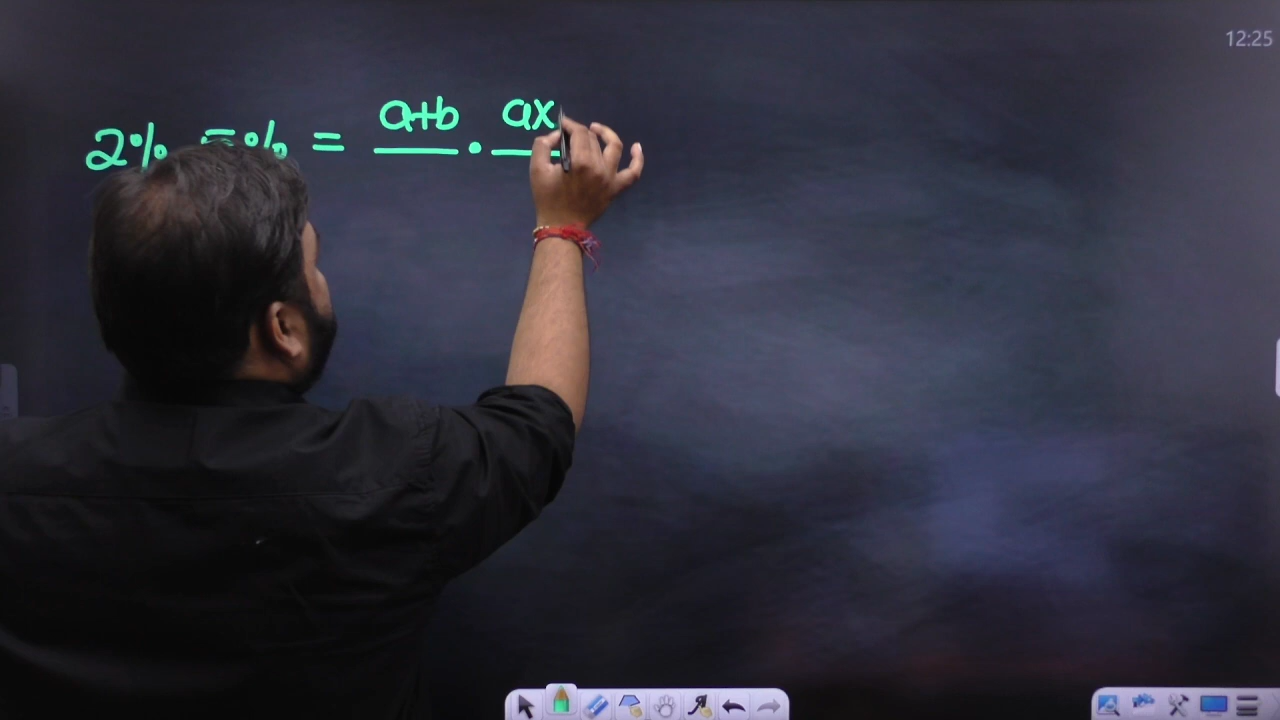 12:25
2% 5% = a+b . ax